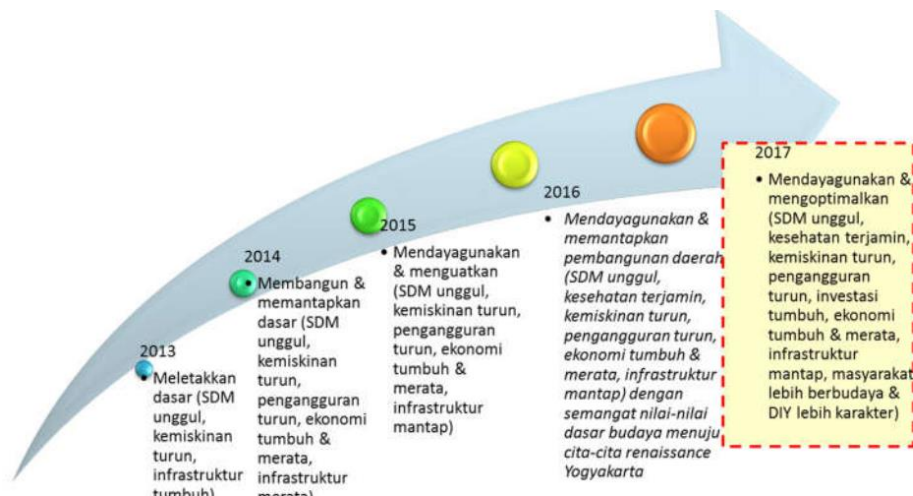 2013
• Meletakkan
dasar (SDM
unggul,
kemiskinan
turun,
infrastruktur
tumbuh)
2014
• Membangun &
memantapkan
dasar (SDM
unggul,
kemiskinan
turun,
pengangguran
turun, ekonomi
tumbuh &
merata,
infrastruktur
merata)
2015
• Mendayagunakan
& menguatkan
(SDM unggul,
kemiskinan turun,
pengangguran
turun, ekonomi
tumbuh &
merata,
infrastruktur
mantap)
2016
• Mendayagunakan &
memantapkan
pembangunan daerah
(SDM unggul,
kesehatan terjamin,
kemiskinan turun,
pengangguran turun,
ekonomi tumbuh &
merata, infrastruktur
mantap) dengan
semangat nilai-nilai
dasar budaya menuju
cita-cita renaissance
Yogyakarta
2017
• Mendayagunakan &
mengoptimalkan
(SDM unggul,
kesehatan terjamin,
kemiskinan turun,
pengangguran
turun, investasi
tumbuh, ekonomi
tumbuh & merata,
infrastruktur
mantap, masyarakat
lebih berbudaya &
DIY lebih karakter)